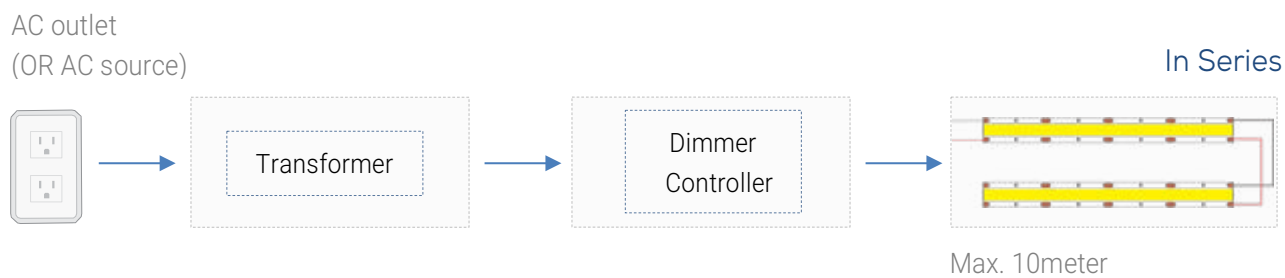 AC outlet
(OR AC source)
In Series
Transformer
Dimmer
Controller
Max. 10meter